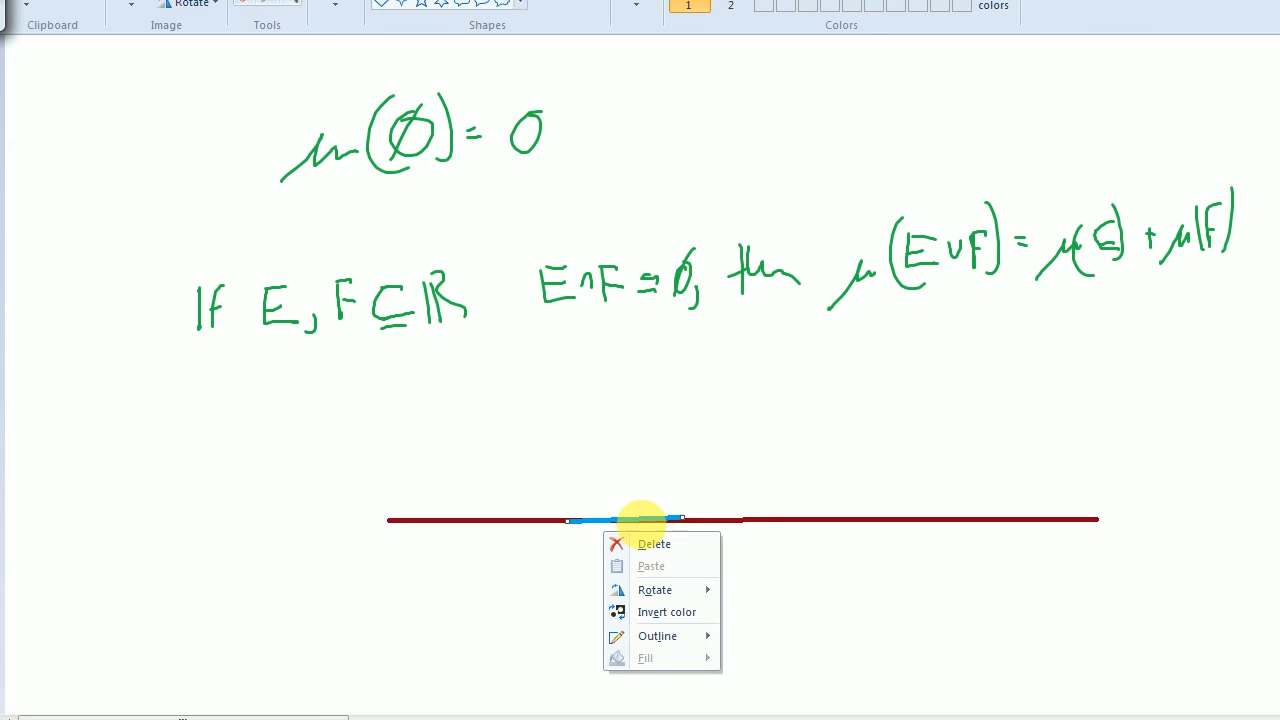 Rotate
1 2 colors
Clipboard Image Tools Shapes Colors
μ(∅) = 0
If E, F ⊆ ℝ E∩F = ∅, then μ(E∪F) = μ(E) + μ(F)
Delete
Paste
Rotate
Invert color
Outline
Fill